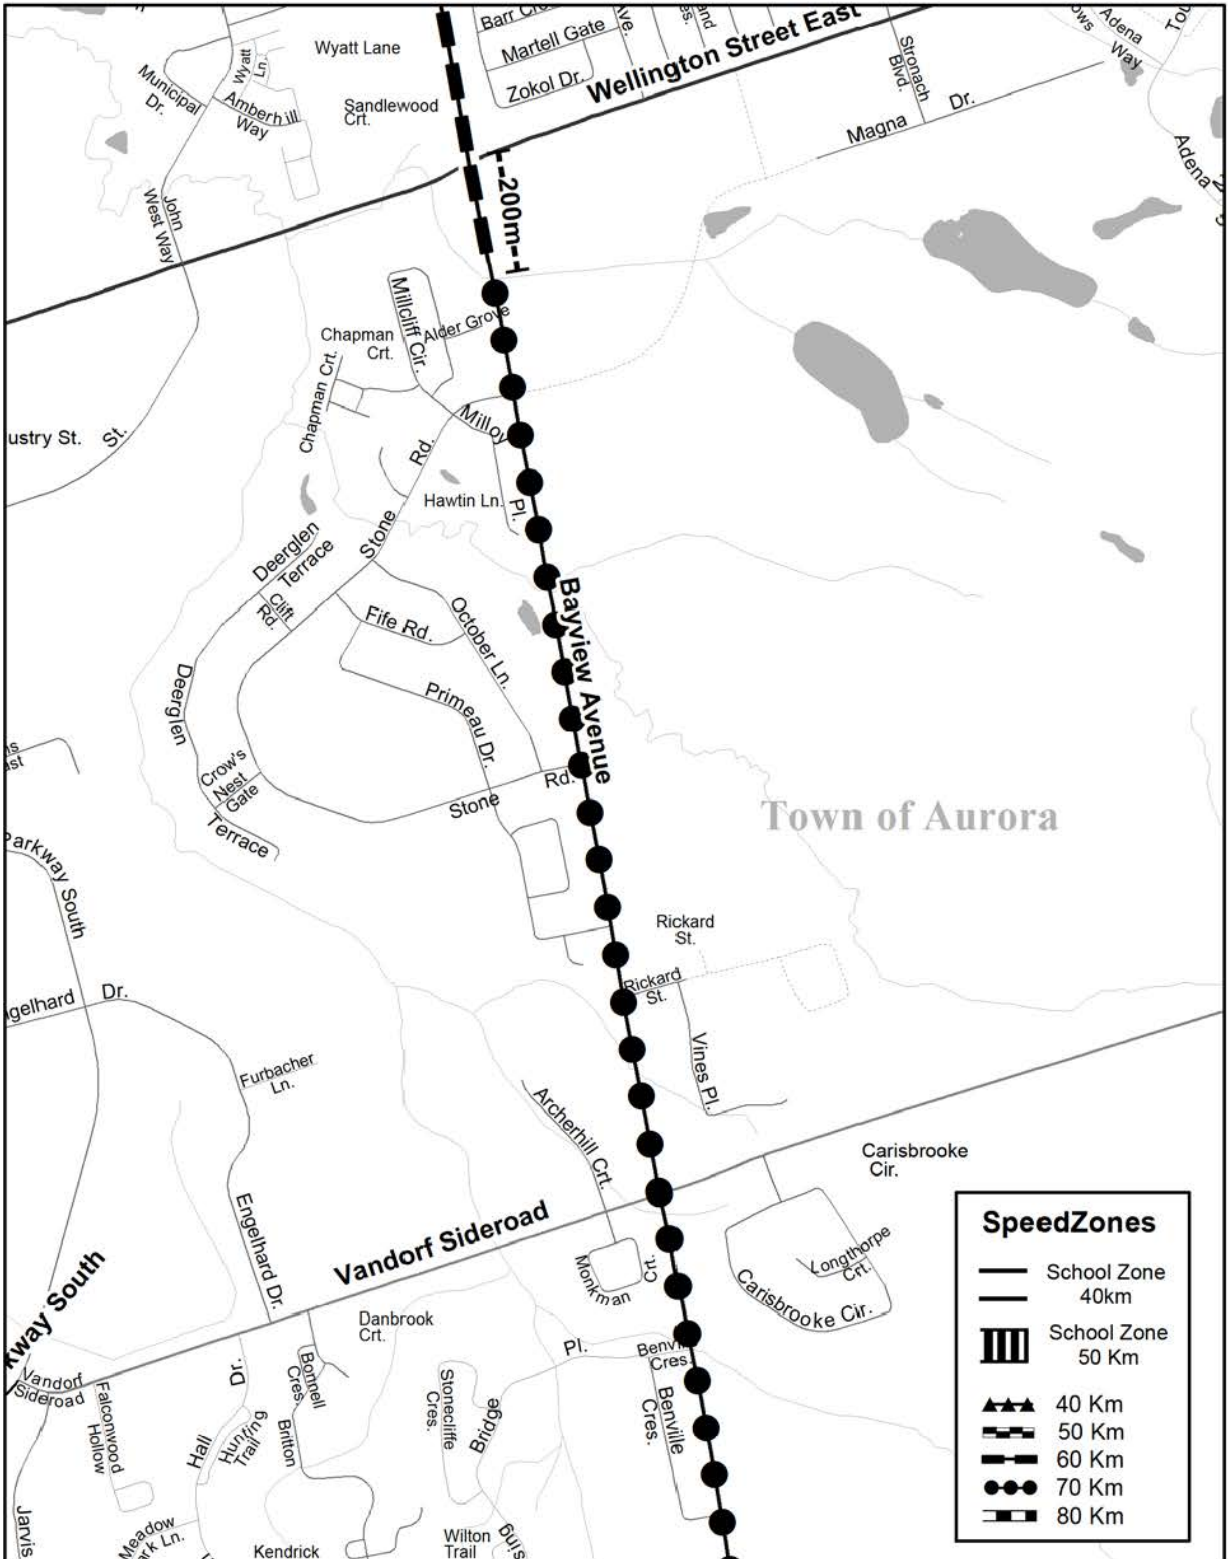 Barr
Martell Gate
Zokol Dr.
Ave.
Wellington Street East
Stronach
Blvd.
Magna Dr.
Adena
Way
Adena
Wyatt Lane
Wyatt
Ln.
Municipal
Dr.
Amberhill
Way
Sandlewood
Crt.
John
West Way
200m
Millcliff Cir.
Alder Grove
Chapman
Crt.
Chapman Crt.
Milloy
Pl.
ustry St.
St.
Rd.
Hawtin Ln.
Stone
Deerglen
Terrace
Clift
Rd.
Fife Rd.
October Ln.
Bayview Avenue
Deerglen
Primeau Dr.
Crow's
Nest
Gate
Terrace
Stone
Rd.
Town of Aurora
Parkway South
Rickard
St.
Rickard
St.
gelhard Dr.
Vines Pl.
Furbacher
Ln.
Archerhill Crt.
Carisbrooke
Cir.
Engelhard Dr.
Vandorf Sideroad
Monkman
Crt.
Longthorpe
Crt.
Carisbrooke Cir.
kway South
Danbrook
Crt.
Pl.
Cres.
Benville
Cres.
Vandorf
Sideroad
Dr.
Bonnell
Cres.
Stonecliffe
Cres.
Bridge
Falconwood
Hollow
Hall
Hunting
Trail
Britton
Jarvis
Meadow
ark Ln.
Kendrick
Wilton
Trail
sing
SpeedZones
School Zone
40km
School Zone
50 Km
40 Km
50 Km
60 Km
70 Km
80 Km